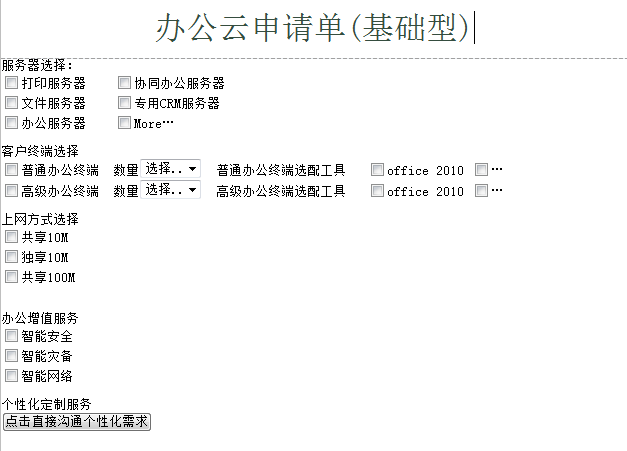 办公云申请单(基础型)
服务器选择:
打印服务器 协同办公服务器
文件服务器 专用CRM服务器
办公服务器 More…
客户终端选择
普通办公终端 数量 选择.. 普通办公终端选配工具 office 2010 …
高级办公终端 数量 选择.. 高级办公终端选配工具 office 2010 …
上网方式选择
共享10M
独享10M
共享100M
办公增值服务
智能安全
智能灾备
智能网络
个性化定制服务
点击直接沟通个性化需求